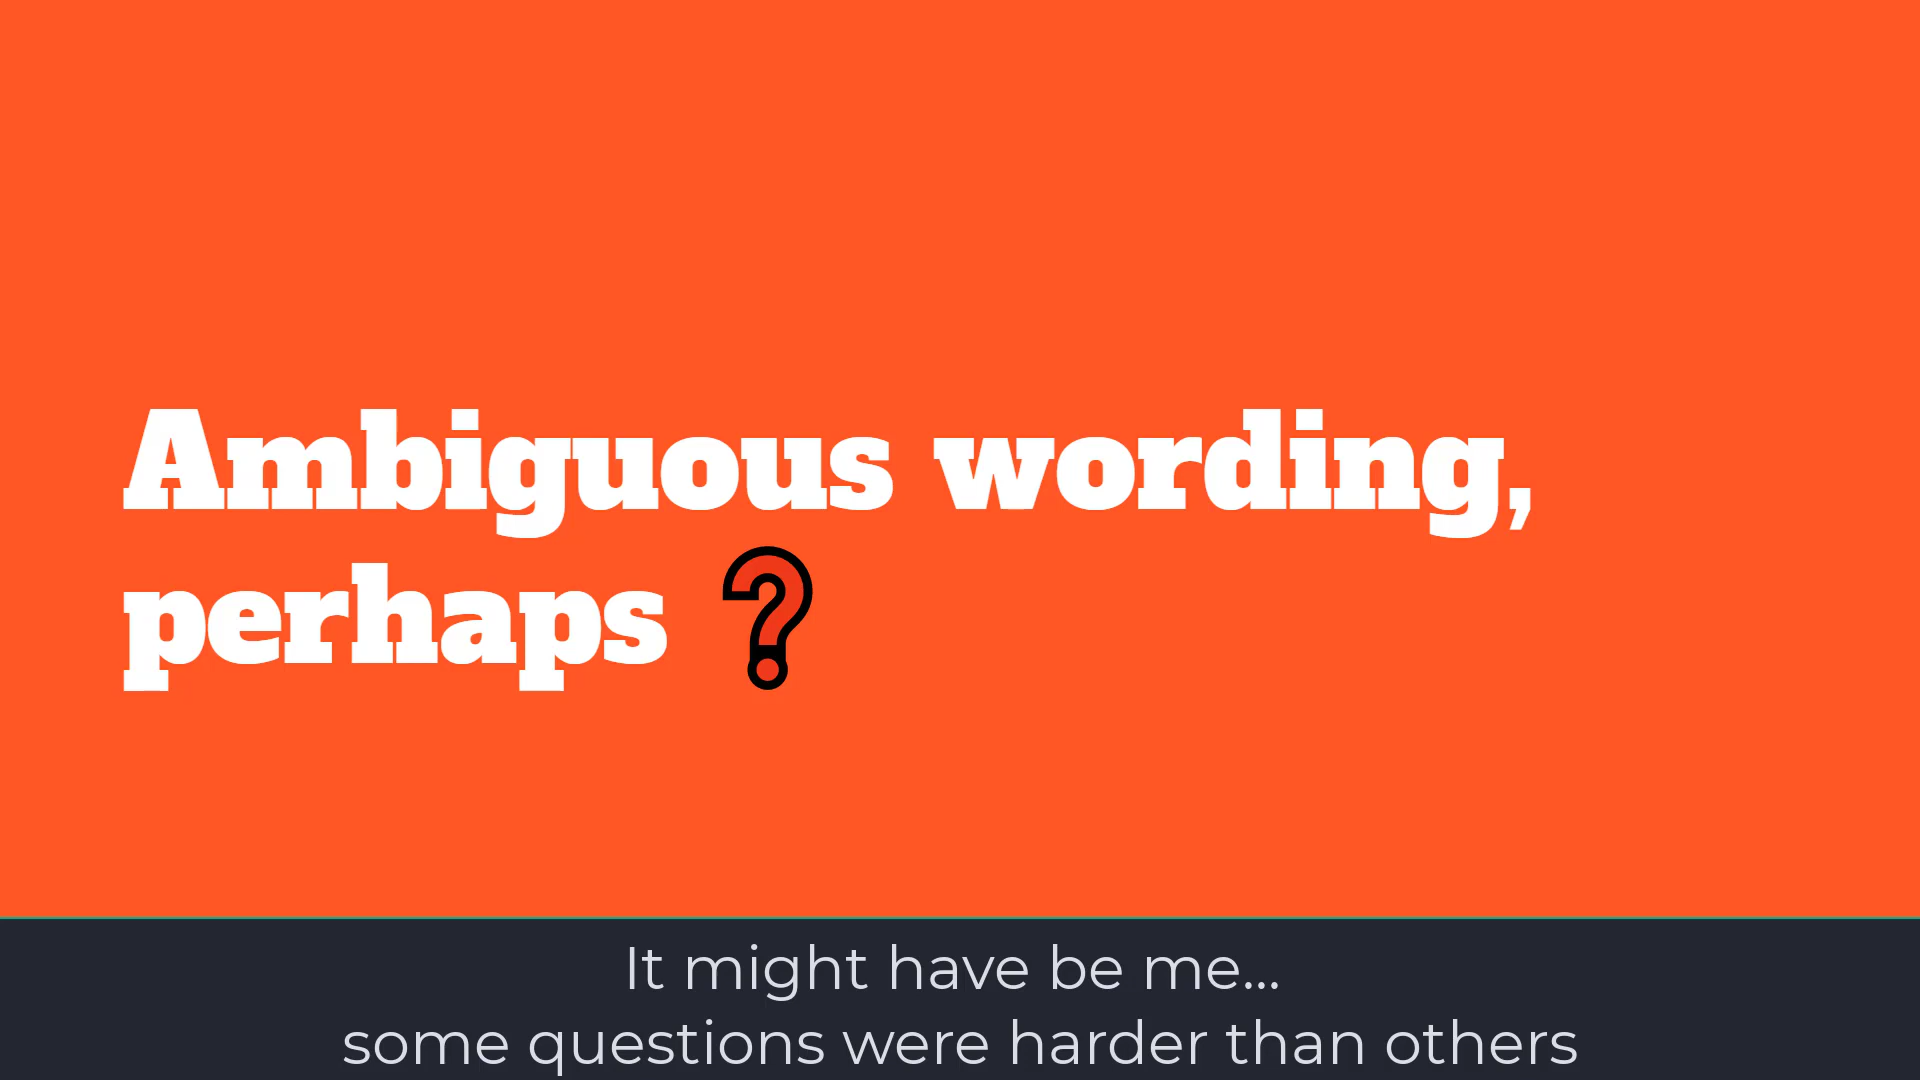 Ambiguous wording,
perhaps ?
It might have be me...
some questions were harder than others